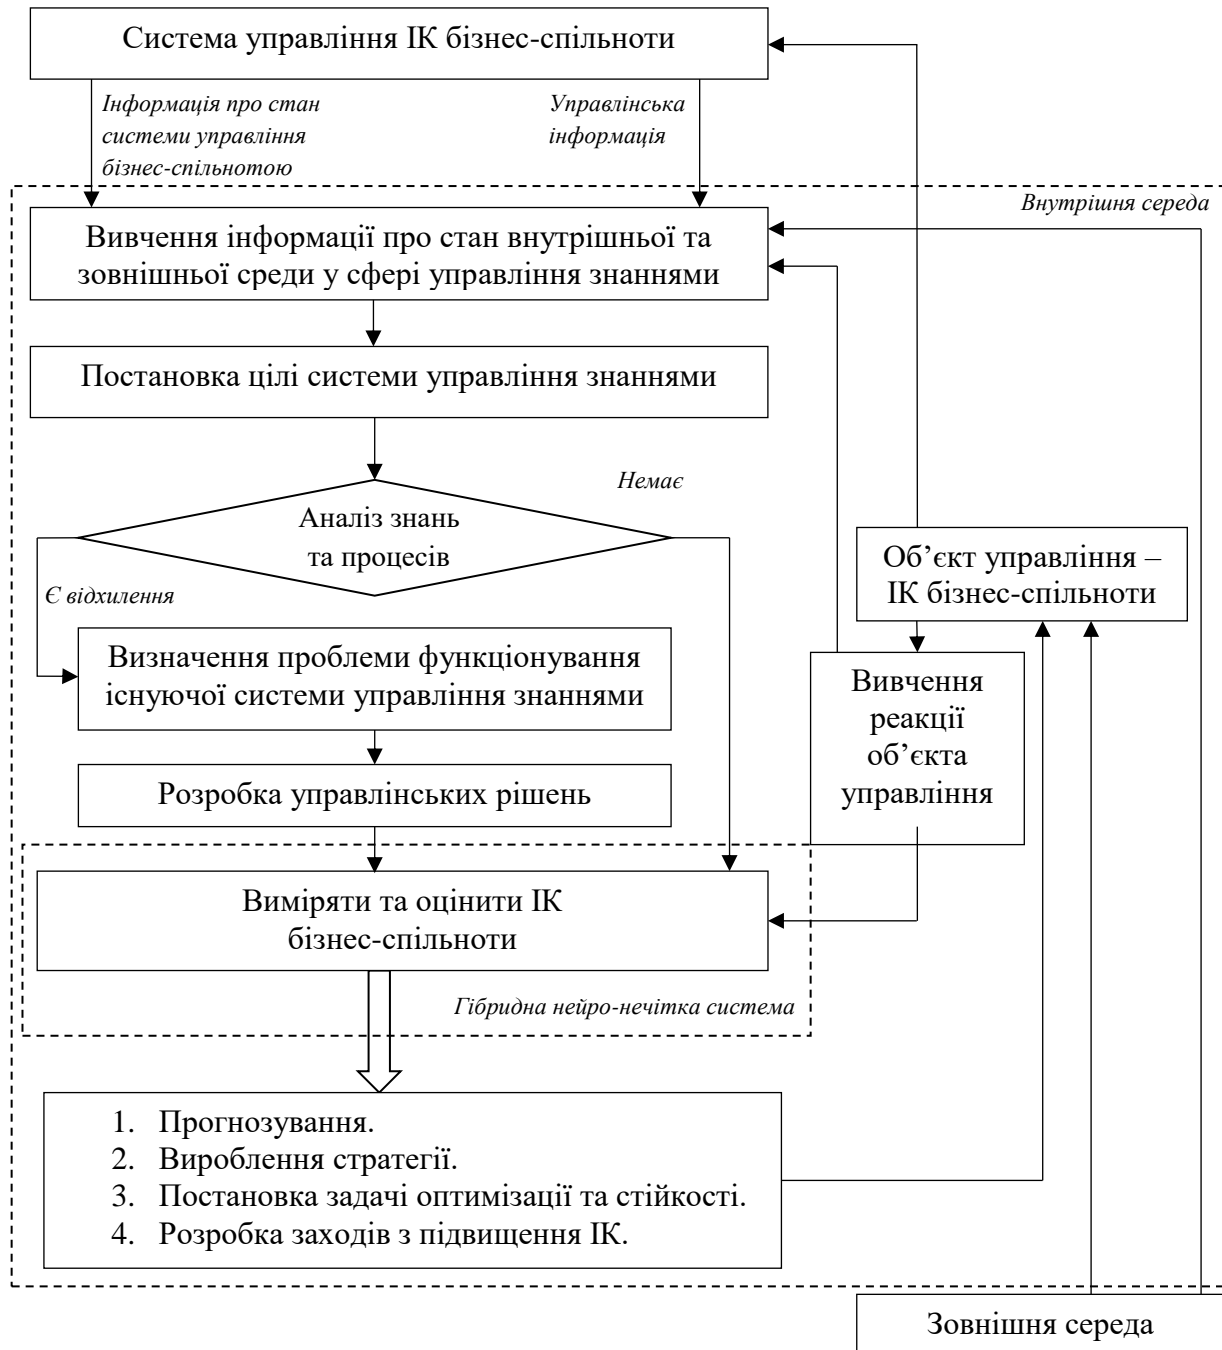 Система управління ІК бізнес-спільноти
Інформація про стан
системи управління
бізнес-спільнотою
Управлінська
інформація
Внутрішня середа
Вивчення інформації про стан внутрішньої та
зовнішньої среди у сфері управління знаннями
Постановка цілі системи управління знаннями
Немає
Аналіз знань
та процесів
Є відхилення
Об’єкт управління –
ІК бізнес-спільноти
Визначення проблеми функціонування
існуючої системи управління знаннями
Вивчення
реакції
об’єкта
управління
Розробка управлінських рішень
Виміряти та оцінити ІК
бізнес-спільноти
Гібридна нейро-нечітка система
1. Прогнозування.
2. Вироблення стратегії.
3. Постановка задачі оптимізації та стійкості.
4. Розробка заходів з підвищення ІК.
Зовнішня середа